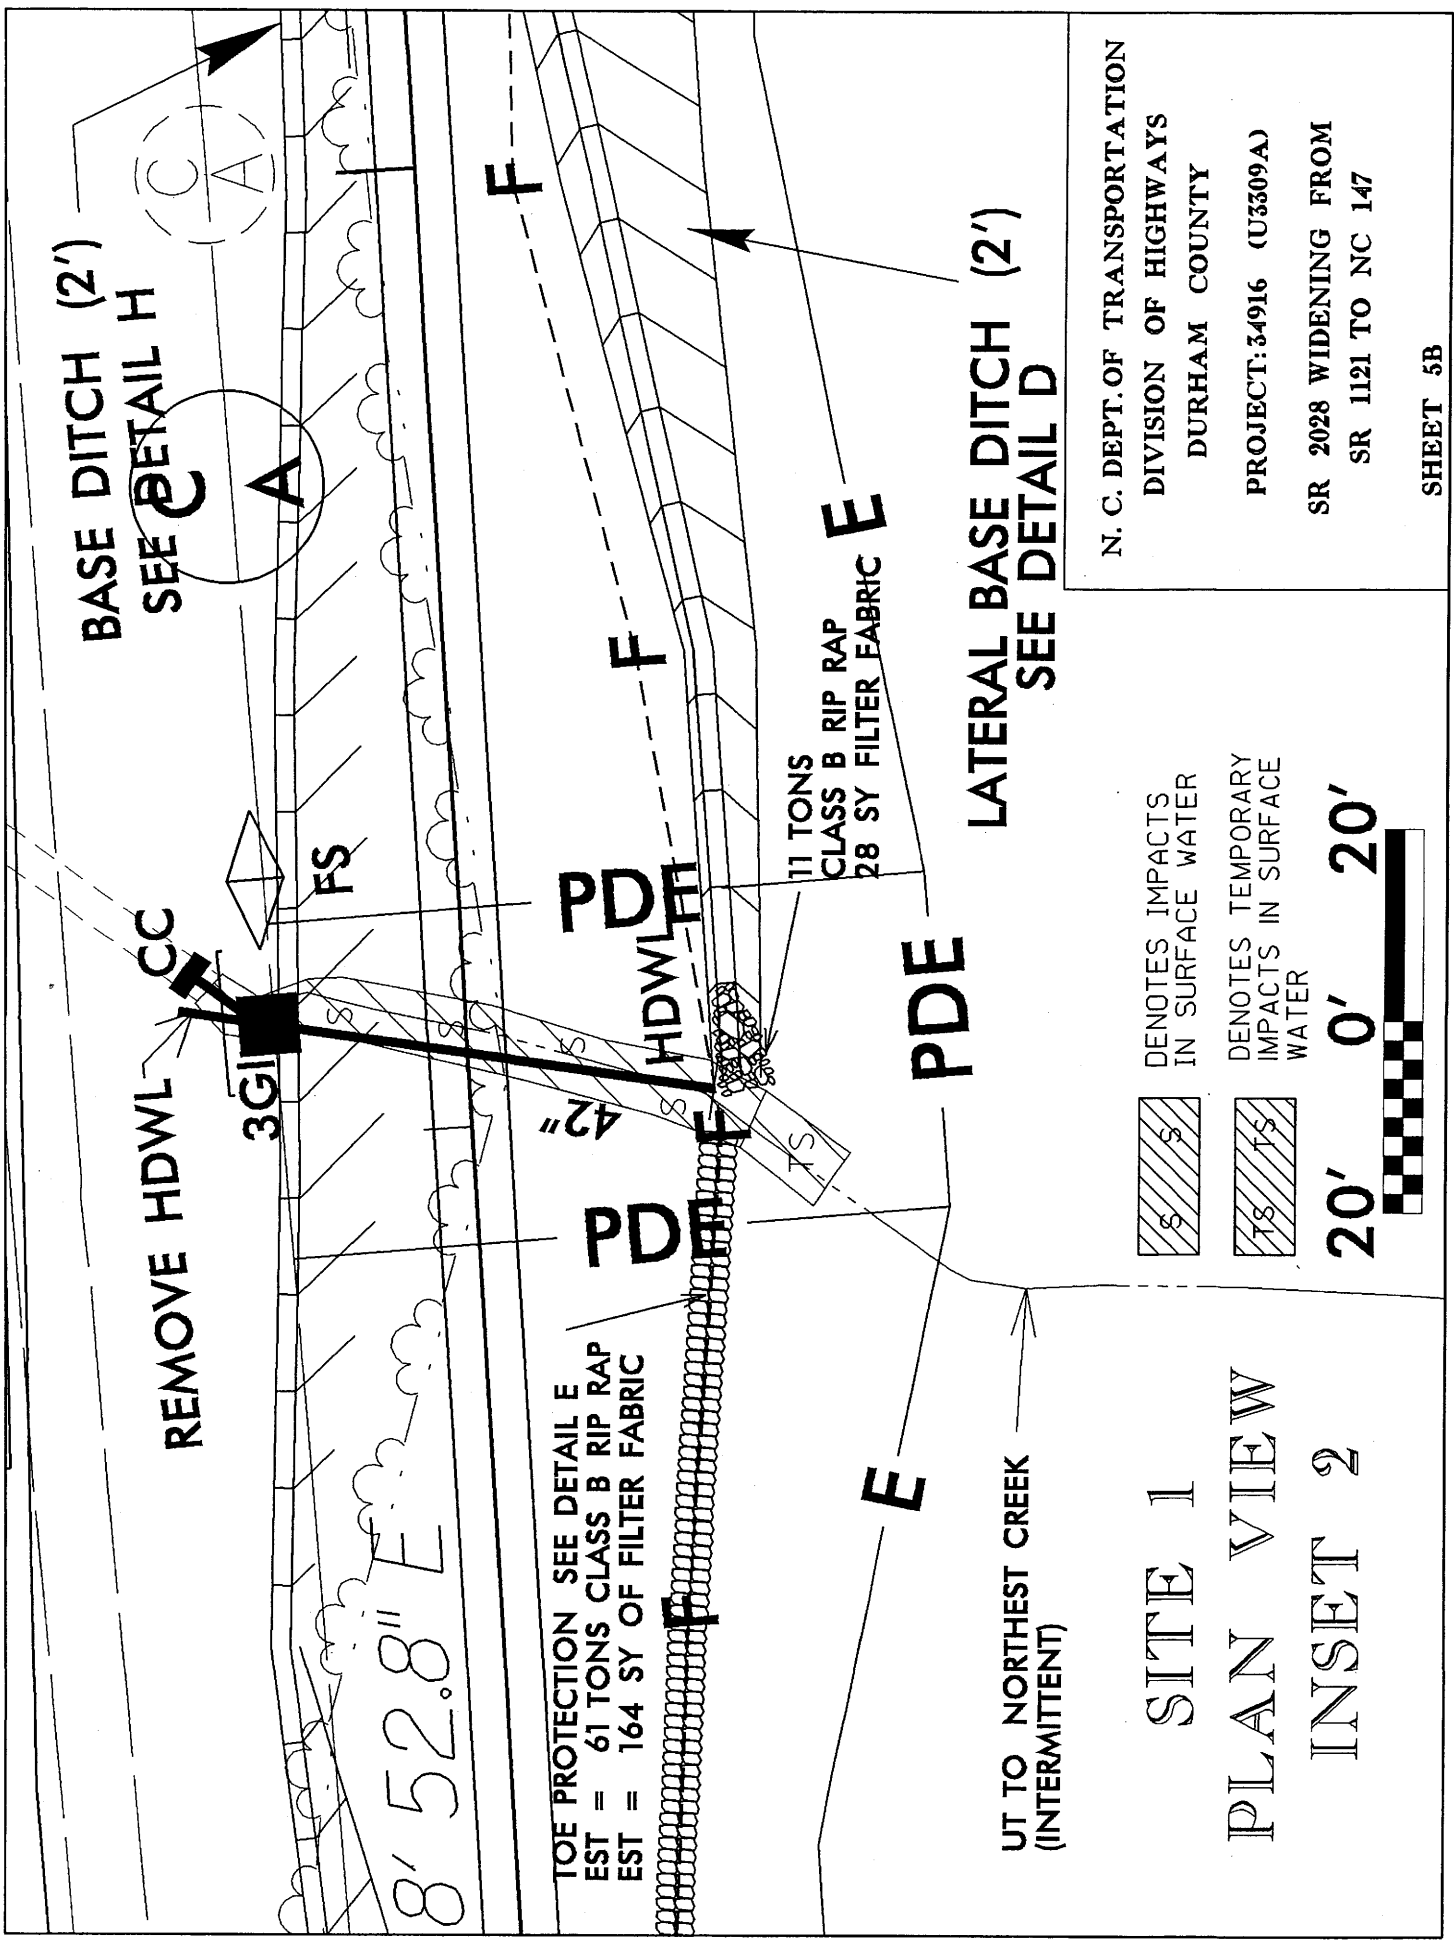 BASE DITCH (2')
SEE DETAIL H
C
A
C
A
REMOVE HDWL
CC
3GI
FS
F
F
PDE
HDWL
42"
F
PDE
8' 52.8" E
TOE PROTECTION SEE DETAIL E
EST = 61 TONS CLASS B RIP RAP
EST = 164 SY OF FILTER FABRIC
F
11 TONS
CLASS B RIP RAP
28 SY FILTER FABRIC
E
PDE
E
S
S
S
S
TS
LATERAL BASE DITCH (2')
SEE DETAIL D
UT TO NORTHEST CREEK
(INTERMITTENT)
SITE 1
PLAN VIEW
INSET 2
S S
DENOTES IMPACTS
IN SURFACE WATER
TS TS
DENOTES TEMPORARY
IMPACTS IN SURFACE
WATER
20' 0' 20'
N. C. DEPT. OF TRANSPORTATION
DIVISION OF HIGHWAYS
DURHAM COUNTY
PROJECT: 34916 (U3309A)
SR 2028 WIDENING FROM
SR 1121 TO NC 147
SHEET 5B